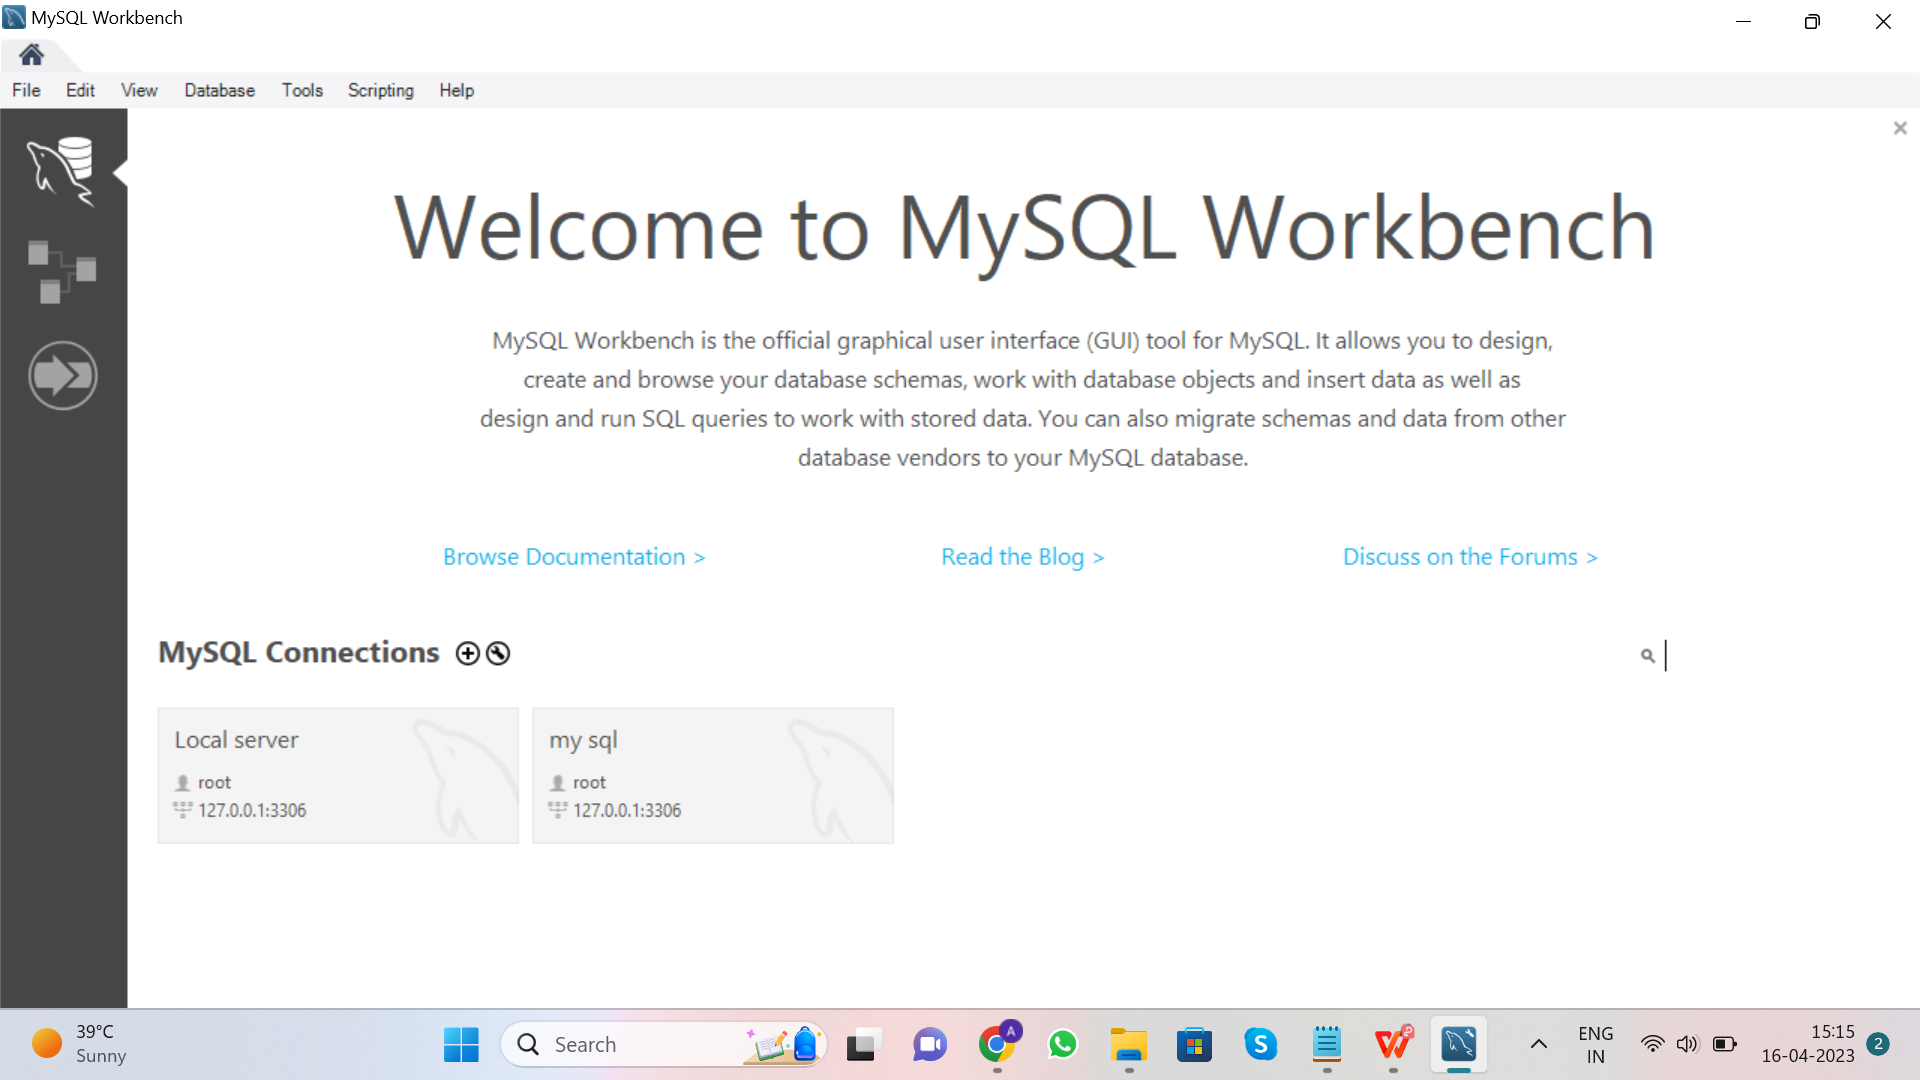 MySQL Workbench
File Edit View Database Tools Scripting Help
Welcome to MySQL Workbench
MySQL Workbench is the official graphical user interface (GUI) tool for MySQL. It allows you to design,
create and browse your database schemas, work with database objects and insert data as well as
design and run SQL queries to work with stored data. You can also migrate schemas and data from other
database vendors to your MySQL database.
Browse Documentation > Read the Blog > Discuss on the Forums >
MySQL Connections
Local server
root
127.0.0.1:3306
my sql
root
127.0.0.1:3306
39°C
Sunny
Search
A
ENG
IN
15:15
16-04-2023
2